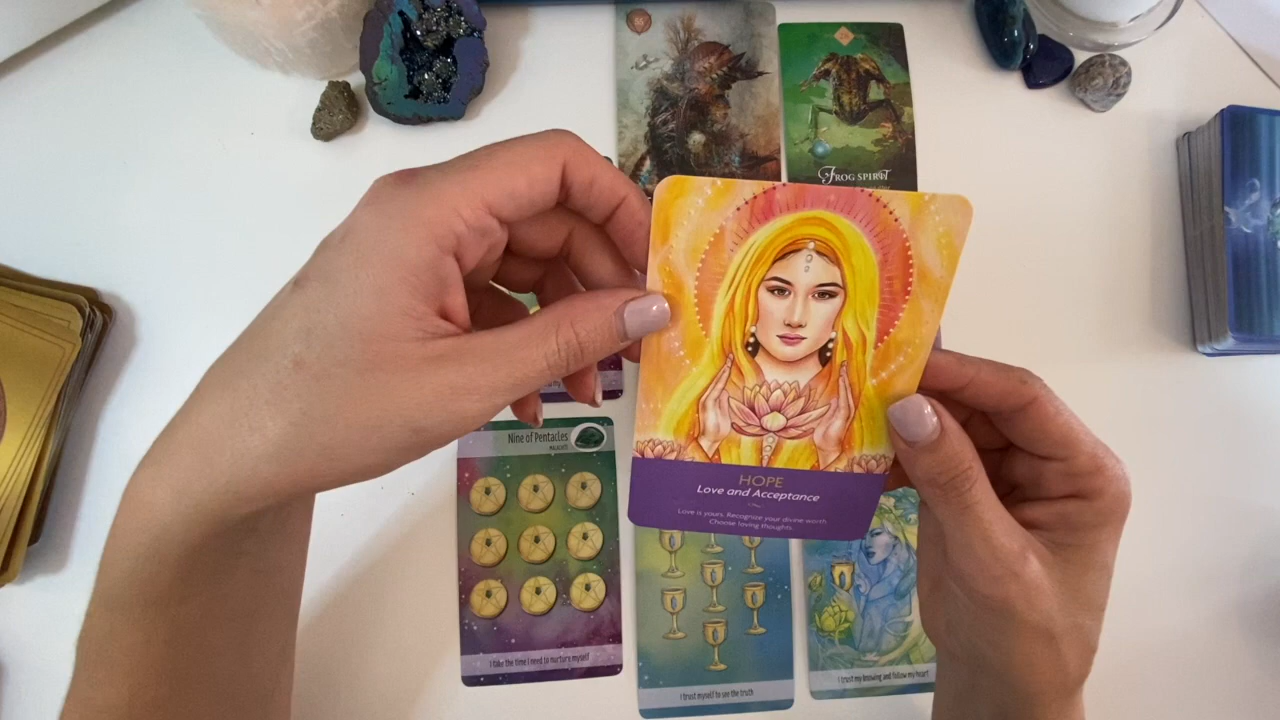 FROG SPIRIT
HOPE
Love and Acceptance
Love is yours. Recognize your divine worth.
Choose loving thoughts.
Nine of Pentacles
MALACHITE
I take the time I need to nurture myself
I trust myself to see the truth
I trust my knowing and follow my heart